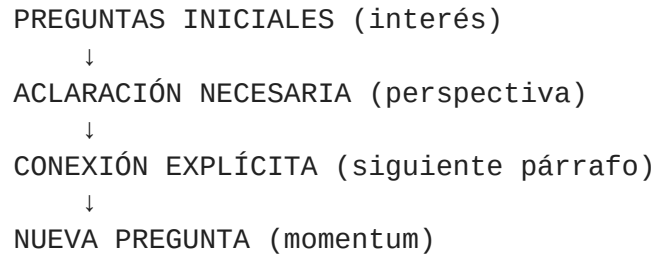 PREGUNTAS INICIALES (interés)
↓
ACLARACIÓN NECESARIA (perspectiva)
↓
CONEXIÓN EXPLÍCITA (siguiente párrafo)
↓
NUEVA PREGUNTA (momentum)